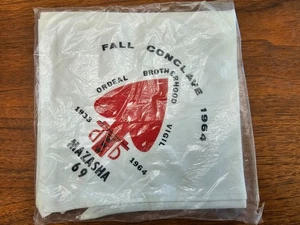 FALL CONCLAVE 1964
ORDEAL BROTHERHOOD VIGIL
1933
1964
MAZASHA
69